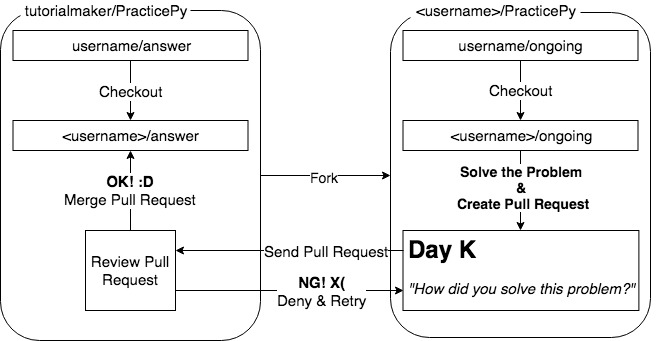 tutorialmaker/PracticePy
username/answer
Checkout
<username>/answer
OK! :D
Merge Pull Request
Review Pull
Request
Fork
Send Pull Request
NG! X(
Deny & Retry
<username>/PracticePy
username/ongoing
Checkout
<username>/ongoing
Solve the Problem
&
Create Pull Request
Day K
"How did you solve this problem?"